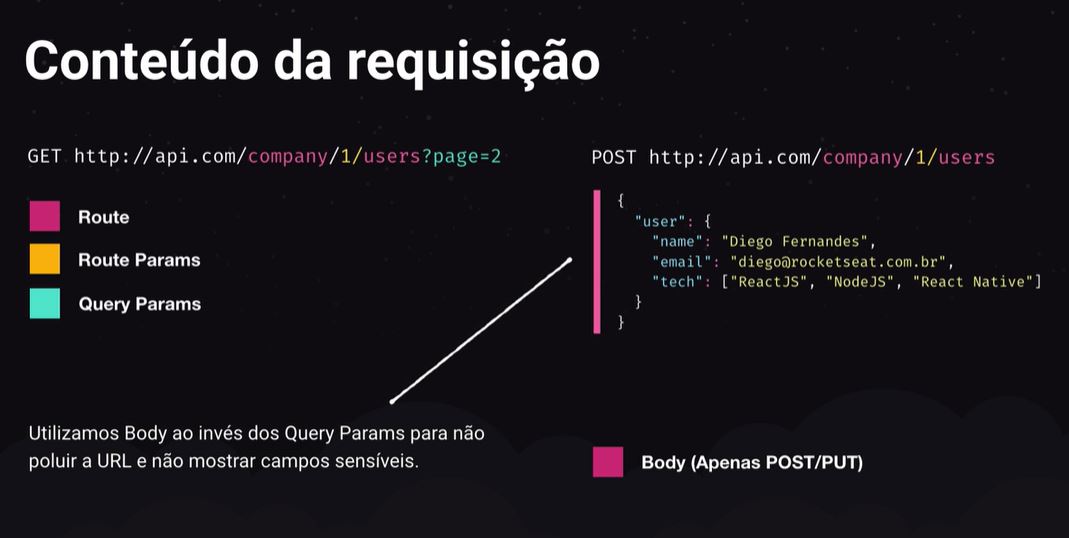 Conteúdo da requisição
GET http://api.com/company/1/users?page=2
Route
Route Params
Query Params
Utilizamos Body ao invés dos Query Params para não
poluir a URL e não mostrar campos sensíveis.
POST http://api.com/company/1/users
{
"user": {
"name": "Diego Fernandes",
"email": "diego@rocketseat.com.br",
"tech": ["ReactJS", "NodeJS", "React Native"]
}
}
Body (Apenas POST/PUT)